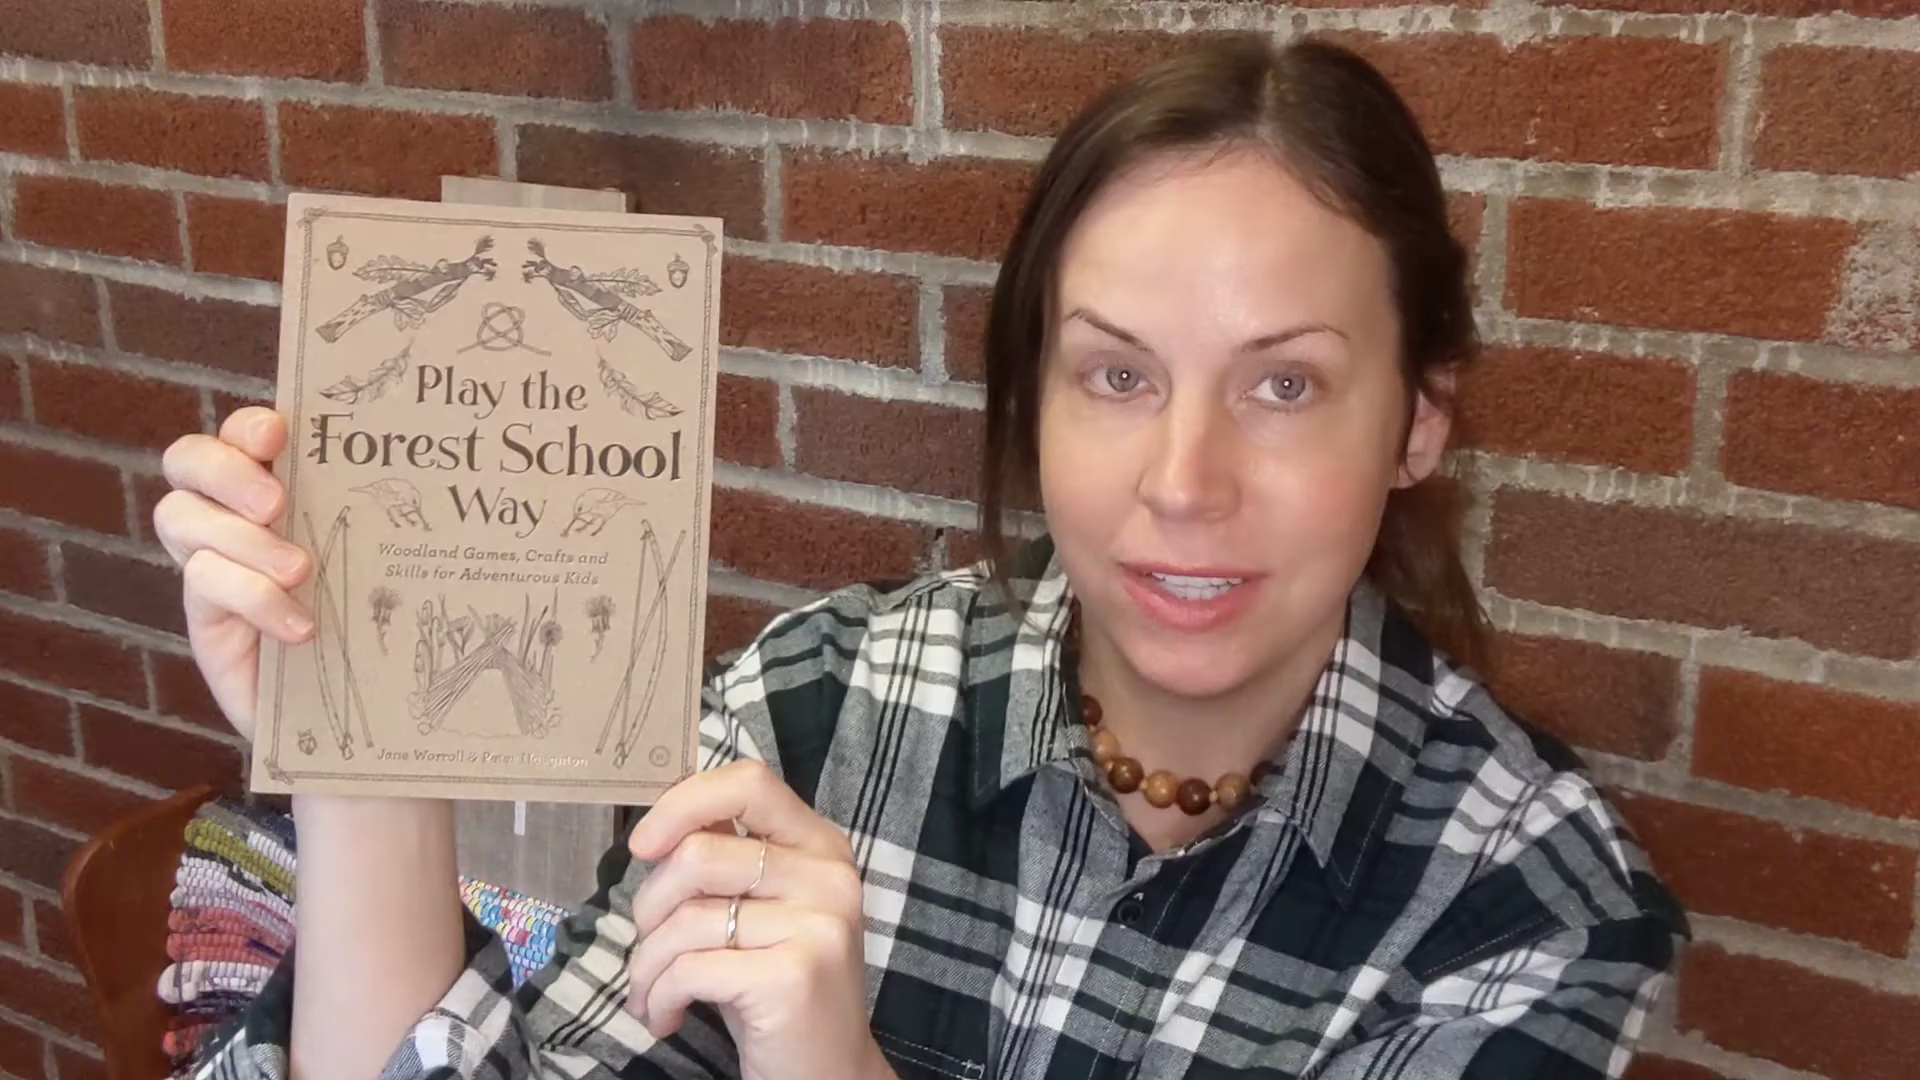 Play the
Forest School
Way
Woodland Games, Crafts and
Skills for Adventurous Kids
Jane Worroll & Peter Houghton